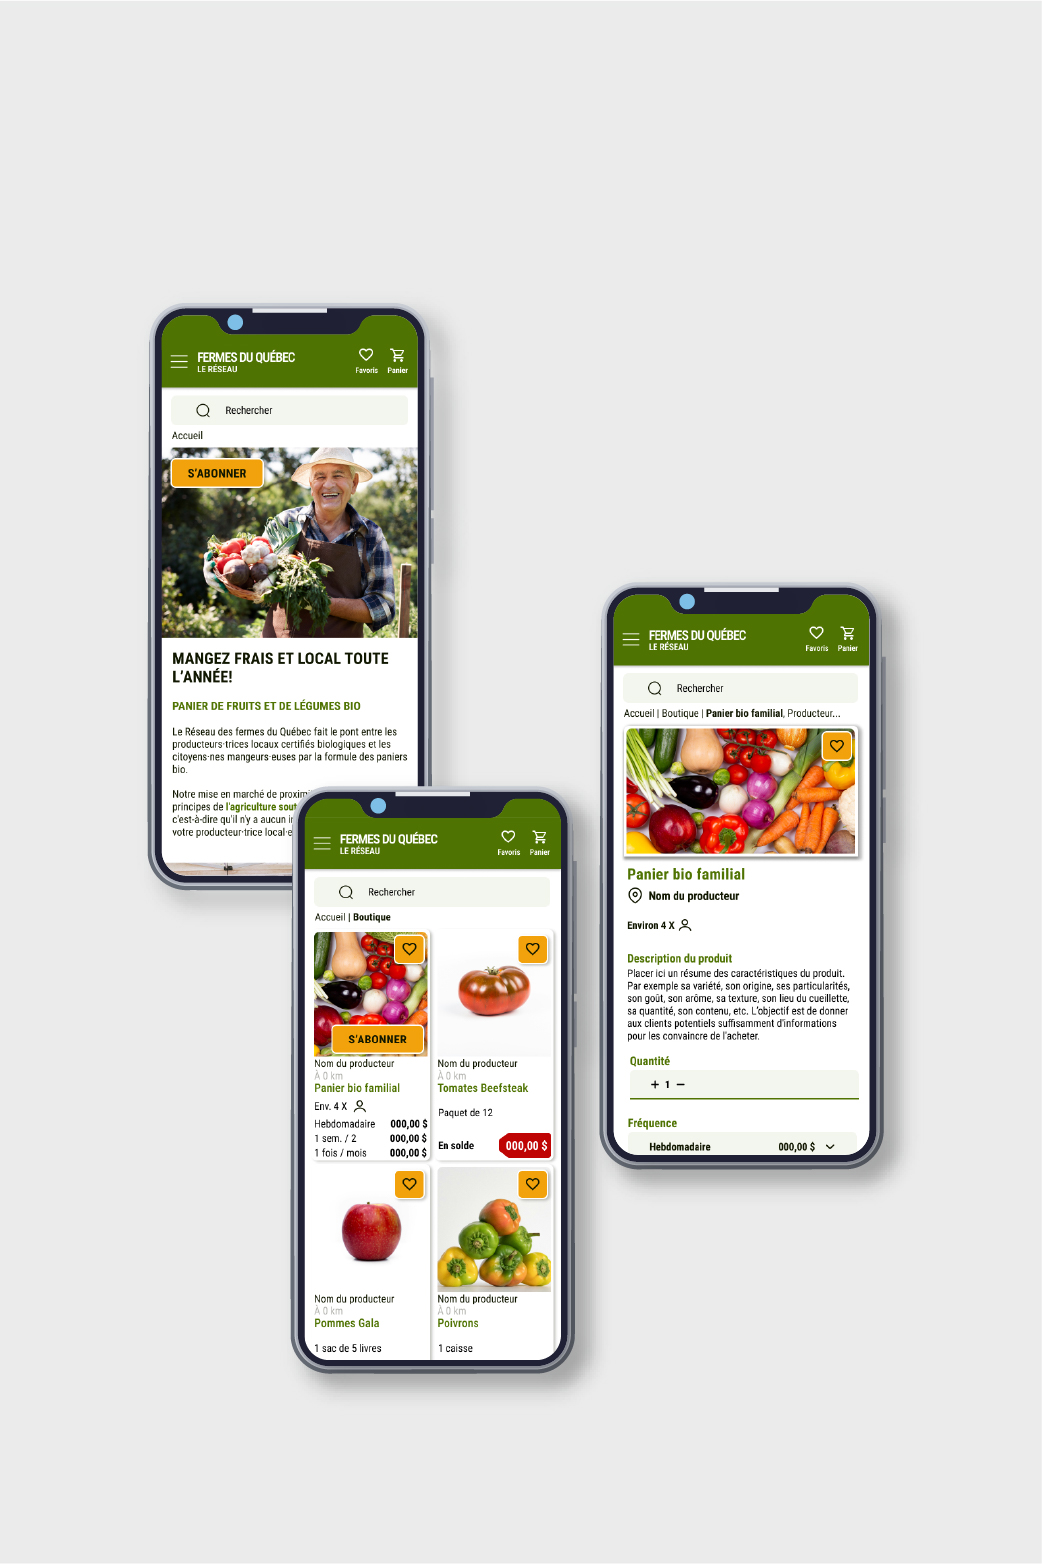 FERMES DU QUÉBEC
LE RÉSEAU
Favoris
Panier
Rechercher
Accueil
S'ABONNER
MANGEZ FRAIS ET LOCAL TOUTE
L'ANNÉE!
PANIER DE FRUITS ET DE LÉGUMES BIO
Le Réseau des fermes du Québec fait le pont entre les
producteurs·trices locaux certifiés biologiques et les
citoyens·nes mangeurs·euses par la formule des paniers
bio.
Notre mise en marché de
principes de l'agriculture
c'est-à-dire qu'il n'y a aucun
votre producteur·trice
FERMES DU QUÉBEC
LE RÉSEAU
Favoris
Panier
Rechercher
Accueil | Boutique
S'ABONNER
Nom du producteur
À 0 km
Panier bio familial
Env. 4 X
Hebdomadaire 000,00 $
1 sem. / 2 000,00 $
1 fois / mois 000,00 $
Nom du producteur
À 0 km
Tomates Beefsteak
Paquet de 12
En solde 000,00 $
Nom du producteur
À 0 km
Pommes Gala
1 sac de 5 livres
Nom du producteur
À 0 km
Poivrons
1 caisse
FERMES DU QUÉBEC
LE RÉSEAU
Favoris
Panier
Rechercher
Accueil | Boutique | Panier bio familial, Producteur...
Panier bio familial
Nom du producteur
Environ 4 X
Description du produit
Placer ici un résume des caractéristiques du produit.
Par exemple sa variété, son origine, ses particularités,
son goût, son arôme, sa texture, son lieu du cueillette,
sa quantité, son contenu, etc. L'objectif est de donner
aux clients potentiels suffisamment d'informations
pour les convaincre de l'acheter.
Quantité
+ 1 −
Fréquence
Hebdomadaire 000,00 $